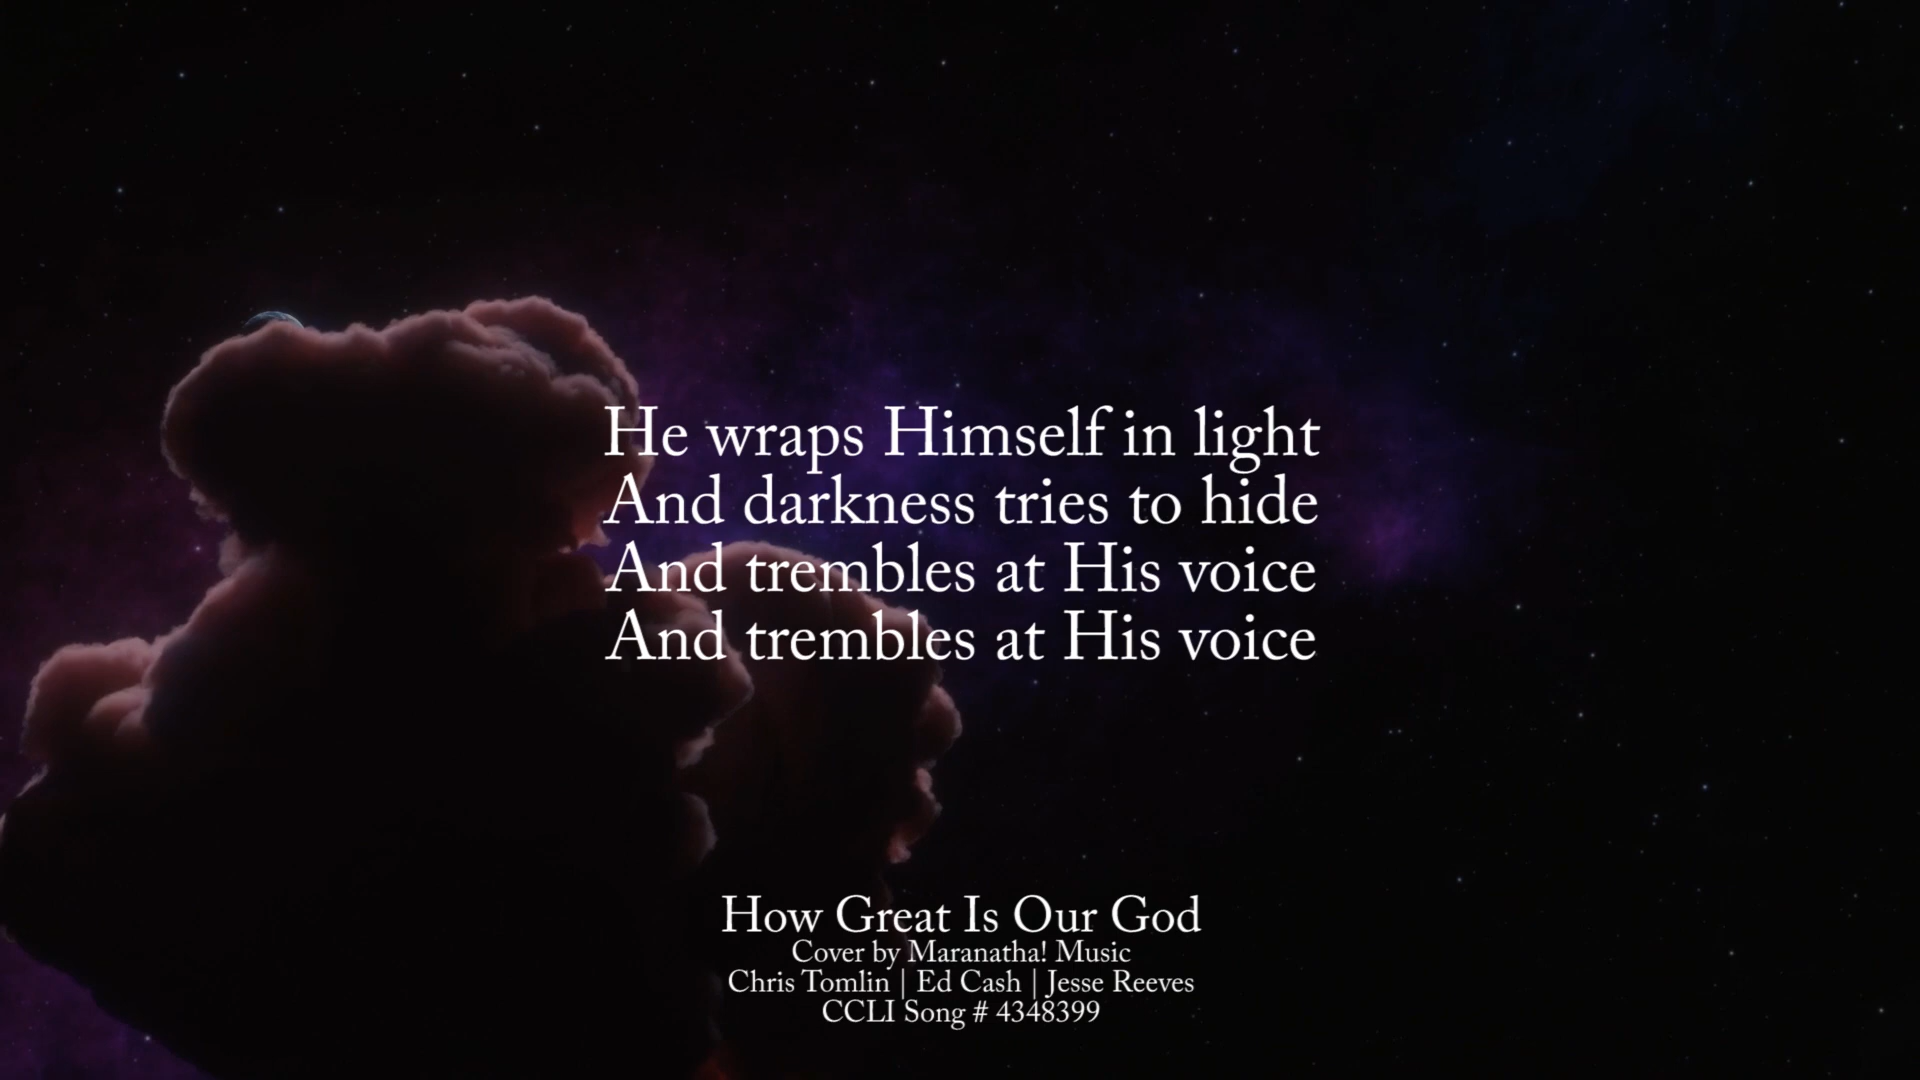 He wraps Himself in light
And darkness tries to hide
And trembles at His voice
And trembles at His voice
How Great Is Our God
Cover by Maranatha! Music
Chris Tomlin | Ed Cash | Jesse Reeves
CCLI Song # 4348399